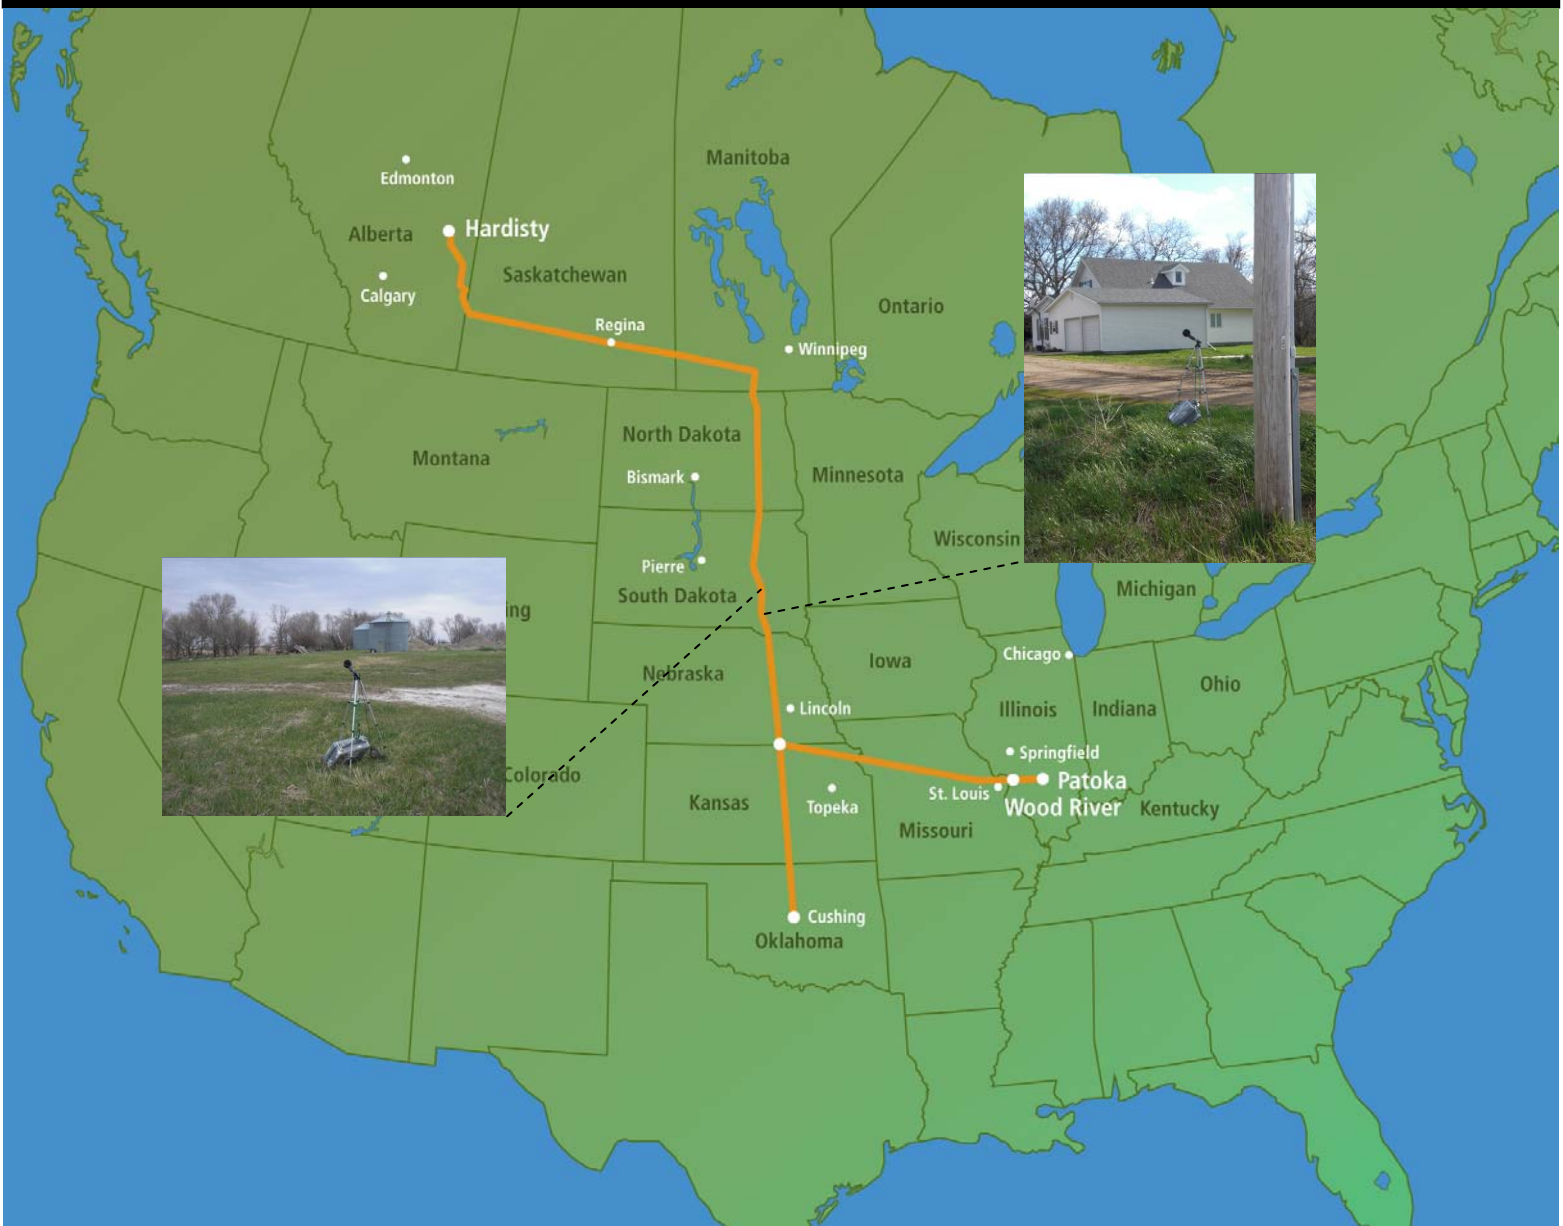 Edmonton
Manitoba
Alberta
Hardisty
Saskatchewan
Calgary
Ontario
Regina
Winnipeg
North Dakota
Montana
Bismark
Minnesota
Wisconsin
Pierre
South Dakota
Michigan
ing
Nebraska
Iowa
Chicago
Ohio
Lincoln
Illinois
Indiana
Springfield
Colorado
Kansas
Topeka
St. Louis
Patoka
Wood River
Kentucky
Missouri
Cushing
Oklahoma